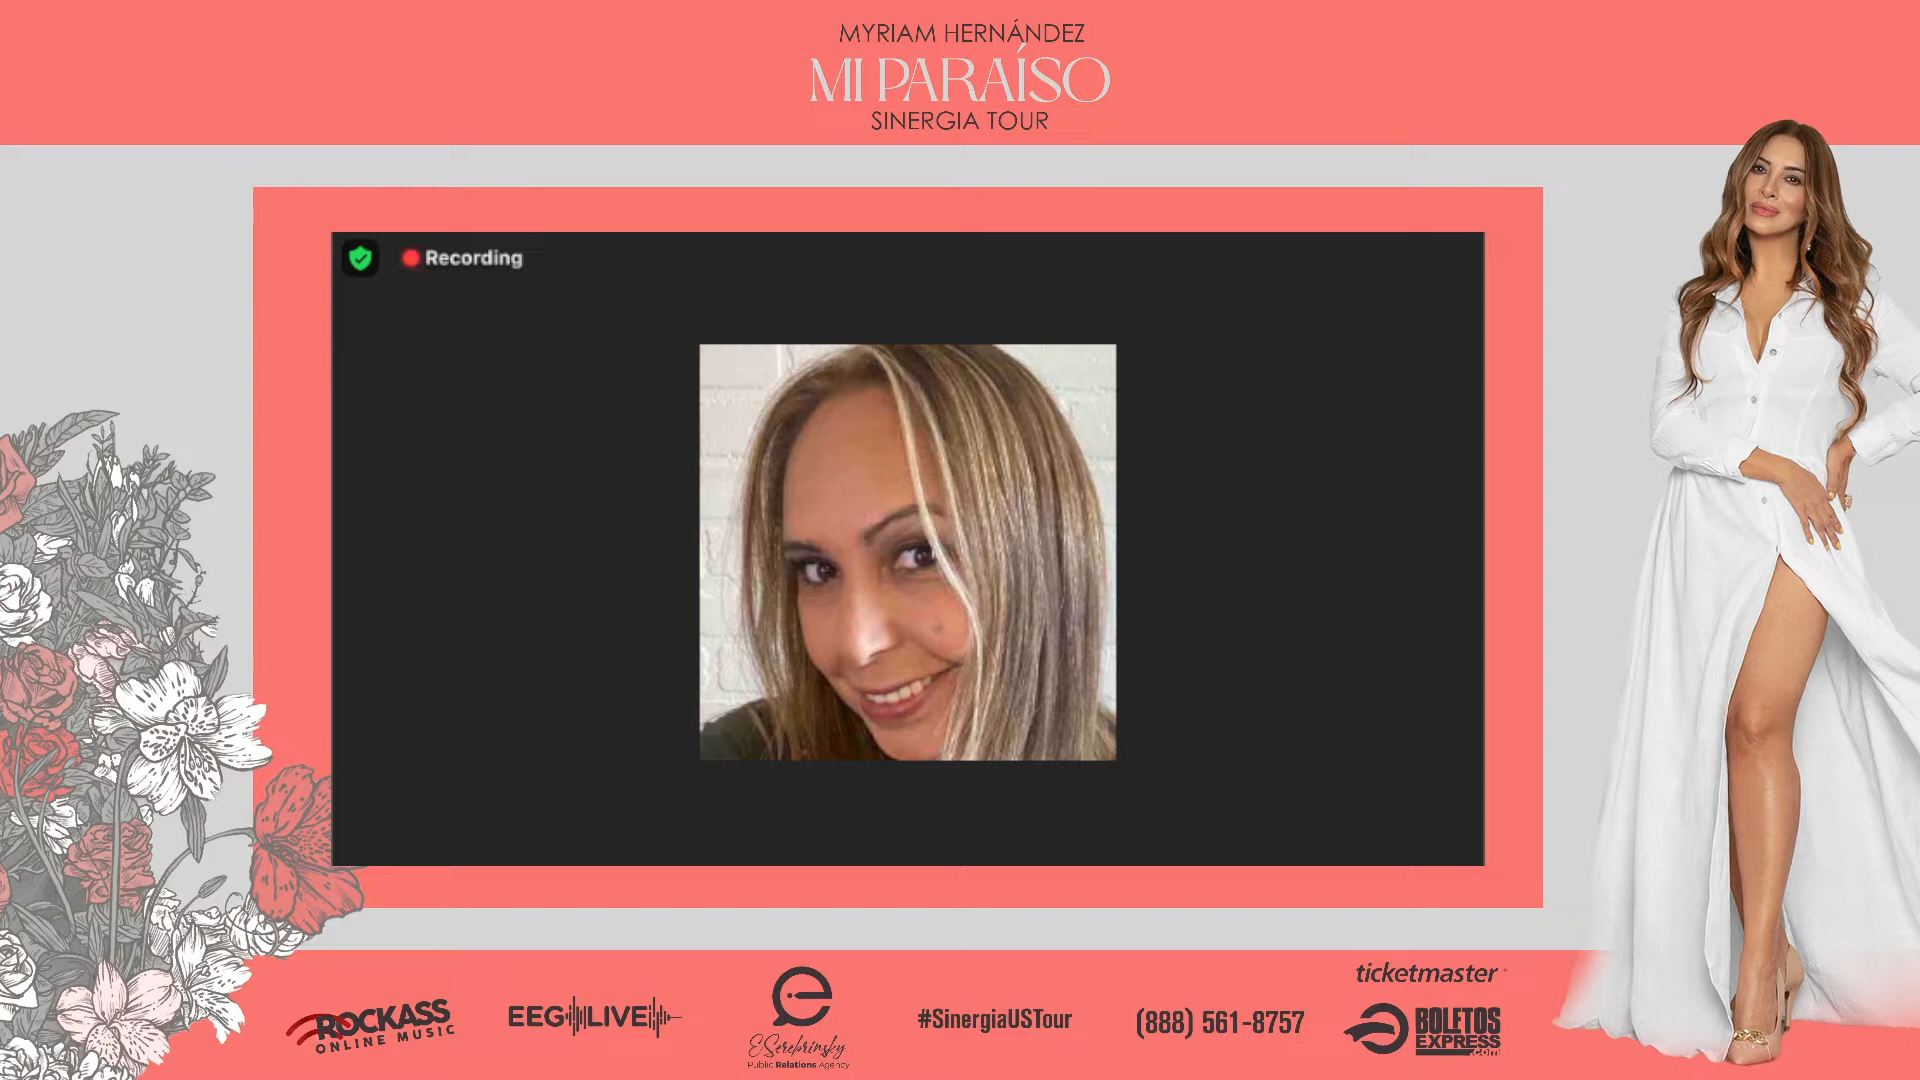 MYRIAM HERNÁNDEZ
MI PARAÍSO
SINERGIA TOUR
Recording
ROCKASS
ONLINE MUSIC
EEG LIVE
e
ESerebrinsky
Public Relations Agency
#SinergiaUSTour
(888) 561-8757
ticketmaster
BOLETOS
EXPRESS
.com